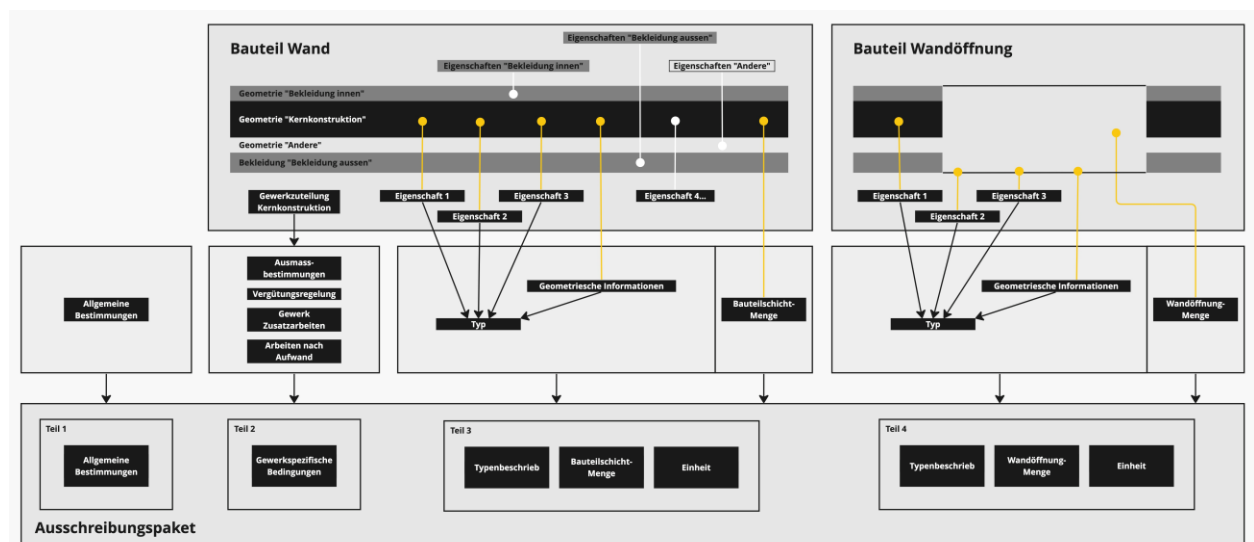 Bauteil Wand
Eigenschaften "Bekleidung aussen"
Eigenschaften "Bekleidung innen"
Eigenschaften "Andere"
Geometrie "Bekleidung innen"
Geometrie "Kernkonstruktion"
Geometrie "Andere"
Bekleidung "Bekleidung aussen"
Gewerkzuteilung
Kernkonstruktion
Eigenschaft 1
Eigenschaft 2
Eigenschaft 3
Eigenschaft 4...
Bauteil Wandöffnung
Eigenschaft 1
Eigenschaft 2
Eigenschaft 3
Allgemeine
Bestimmungen
Ausmass-
bestimmungen
Vergütungsregelung
Gewerk
Zusatzarbeiten
Arbeiten nach
Aufwand
Geometriesche Informationen
Typ
Bauteilschicht-
Menge
Geometriesche Informationen
Typ
Wandöffnung-
Menge
Teil 1
Allgemeine
Bestimmungen
Teil 2
Gewerkspezifische
Bedingungen
Teil 3
Typenbeschrieb
Bauteilschicht-
Menge
Einheit
Teil 4
Typenbeschrieb
Wandöffnung-
Menge
Einheit
Ausschreibungspaket